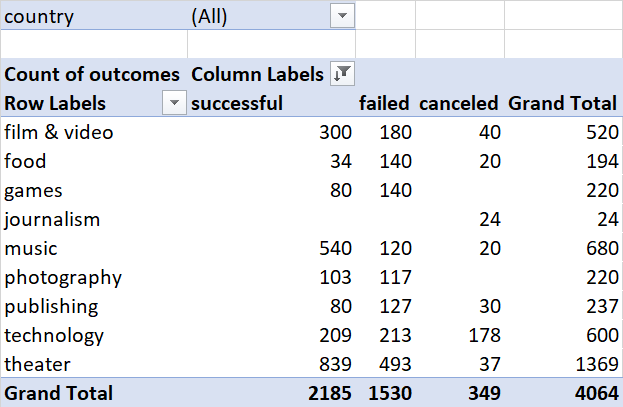 country (All)
Count of outcomes Column Labels
Row Labels successful failed canceled Grand Total
film & video 300 180 40 520
food 34 140 20 194
games 80 140 220
journalism 24 24
music 540 120 20 680
photography 103 117 220
publishing 80 127 30 237
technology 209 213 178 600
theater 839 493 37 1369
Grand Total 2185 1530 349 4064